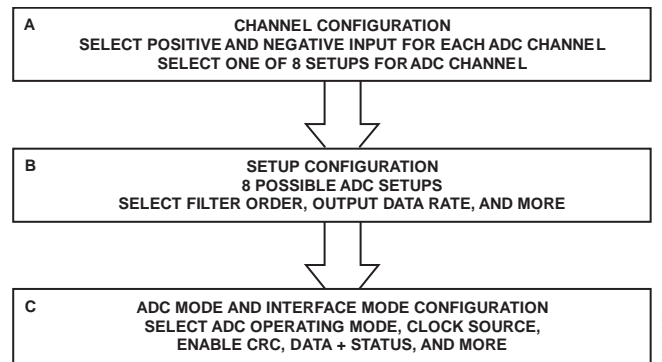 A
CHANNEL CONFIGURATION
SELECT POSITIVE AND NEGATIVE INPUT FOR EACH ADC CHANNEL
SELECT ONE OF 8 SETUPS FOR ADC CHANNEL
B
SETUP CONFIGURATION
8 POSSIBLE ADC SETUPS
SELECT FILTER ORDER, OUTPUT DATA RATE, AND MORE
C
ADC MODE AND INTERFACE MODE CONFIGURATION
SELECT ADC OPERATING MODE, CLOCK SOURCE,
ENABLE CRC, DATA + STATUS, AND MORE